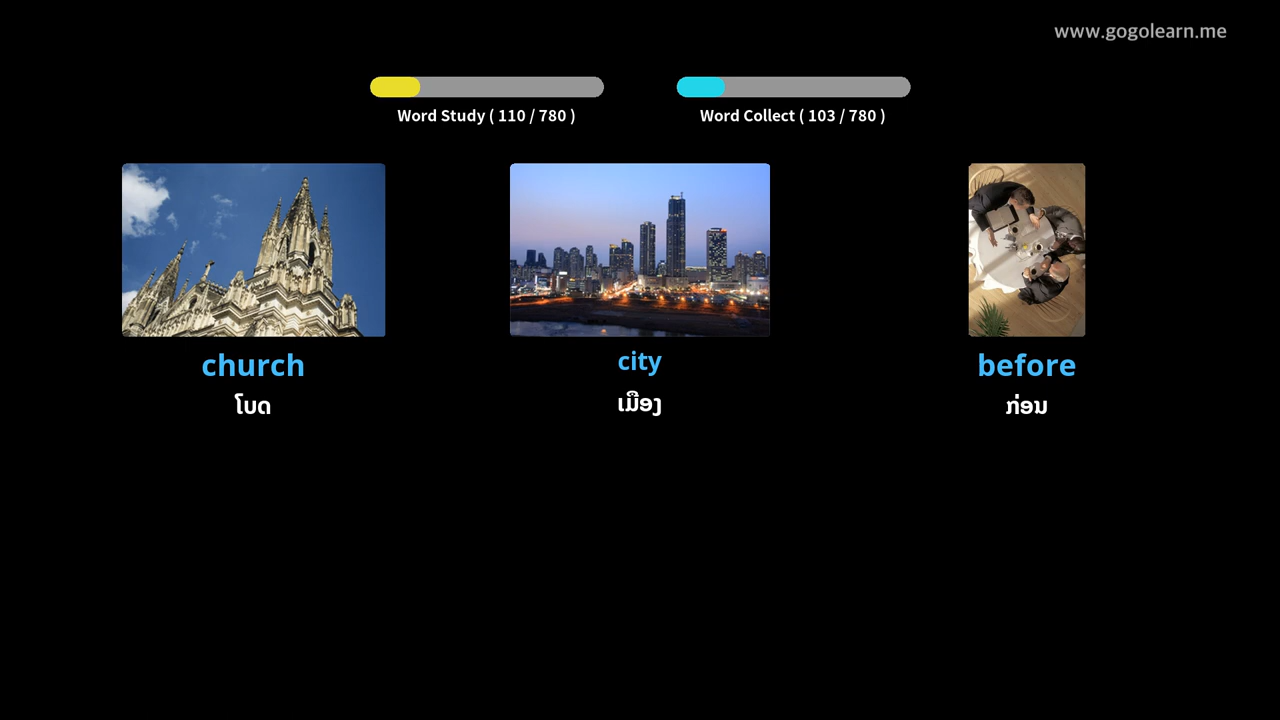 www.gogolearn.me
Word Study ( 110 / 780 )
Word Collect ( 103 / 780 )
church
city
before
ໂບດ
ເມືອງ
ກ່ອນ